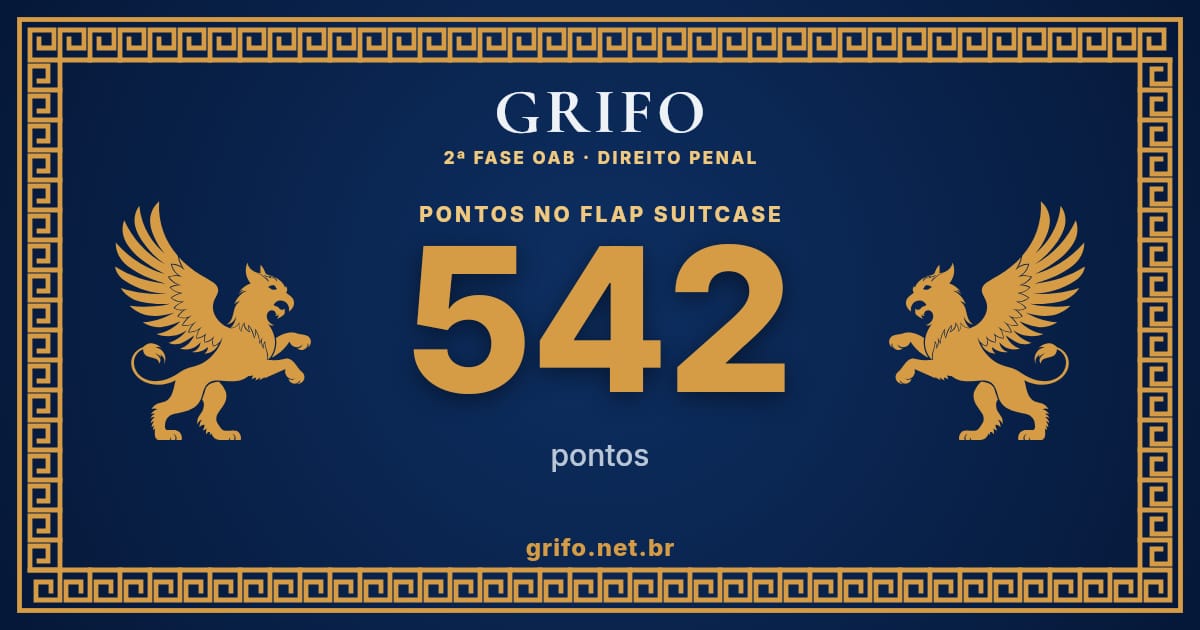 GRIFO
2ª FASE OAB · DIREITO PENAL
PONTOS NO FLAP SUITCASE
542
pontos
grifo.net.br